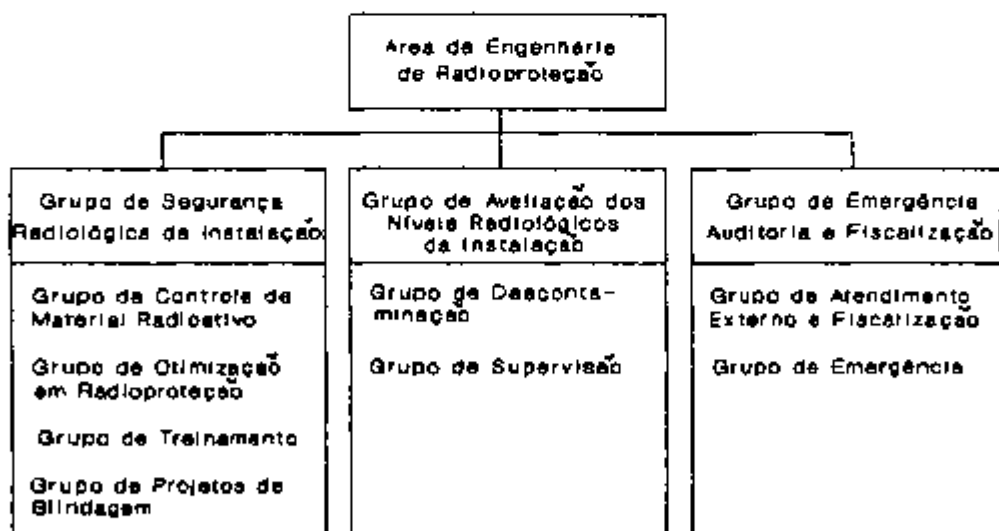 Área de Engenharia
de Radioproteção
Grupo de Segurança
Radiológica da Instalação
Grupo de Controle de
Material Radioativo
Grupo de Otimização
em Radioproteção
Grupo de Treinamento
Grupo de Projetos de
Blindagem
Grupo de Avaliação dos
Níveis Radiológicos
da Instalação
Grupo de Desconta-
minação
Grupo de Supervisão
Grupo de Emergência
Auditoria e Fiscalização
Grupo de Atendimento
Externo e Fiscalização
Grupo de Emergência